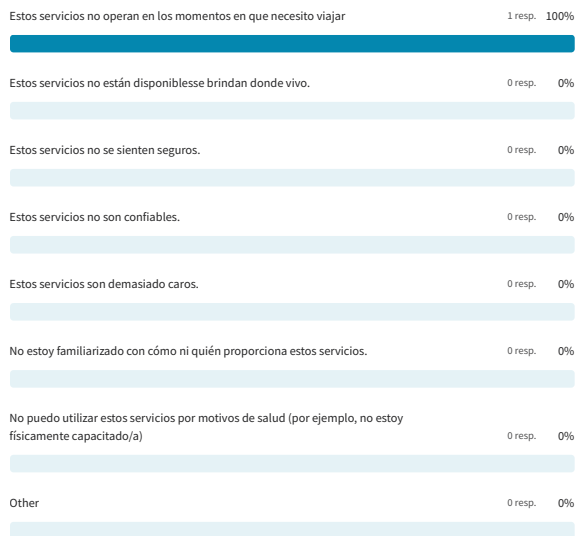 Estos servicios no operan en los momentos en que necesito viajar 1 resp. 100%
Estos servicios no están disponiblesse brindan donde vivo. 0 resp. 0%
Estos servicios no se sienten seguros. 0 resp. 0%
Estos servicios no son confiables. 0 resp. 0%
Estos servicios son demasiado caros. 0 resp. 0%
No estoy familiarizado con cómo ni quién proporciona estos servicios. 0 resp. 0%
No puedo utilizar estos servicios por motivos de salud (por ejemplo, no estoy
físicamente capacitado/a) 0 resp. 0%
Other 0 resp. 0%